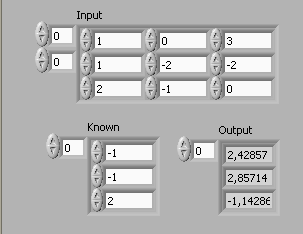 Input
0 1 0 3
0 1 -2 -2
2 -1 0
Known
0 -1
-1
2
Output
0 2,42857
2,85714
-1,14286